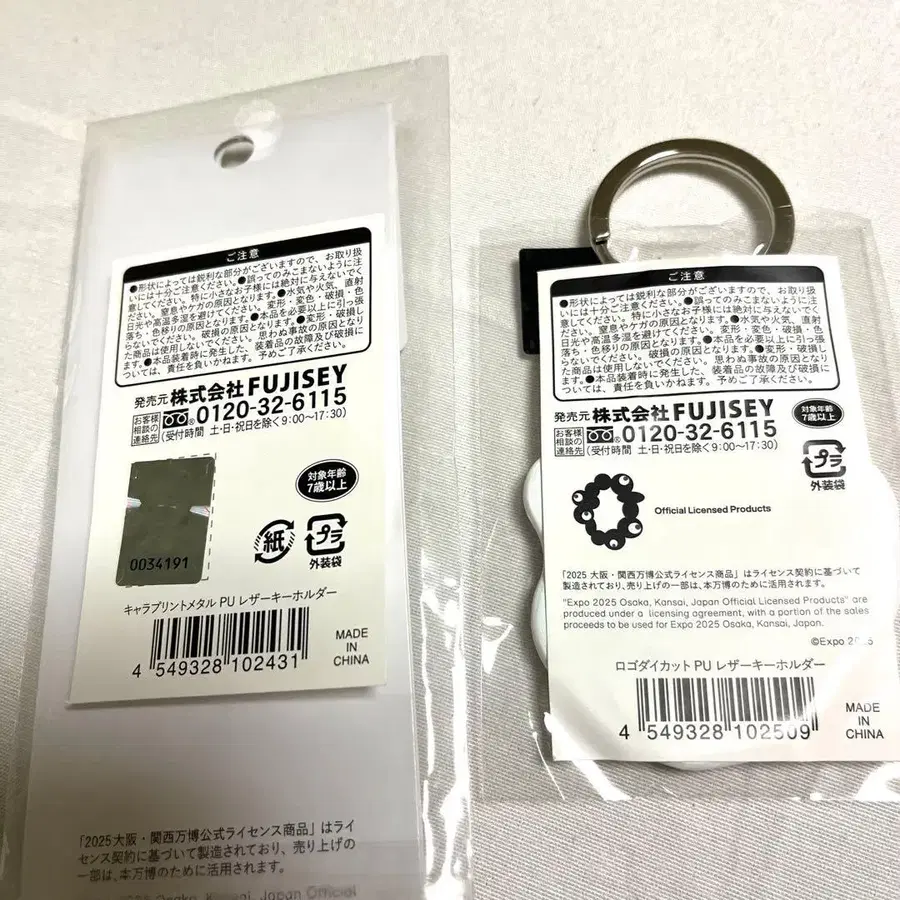 ご注意
●形状によっては鋭利な部分がございますので、お取り扱
いには十分ご注意ください。●誤ってのみこまないように注
意してください。特に小さなお子様には絶対に与えないでく
ださい。窒息やケガの原因となります。●水気や火気、直射
日光や高温多湿を避けてください。変形・変色・破損・色
落ち・色移りの原因となります。●本品を必要以上に引っ張
らないでください。破損の原因となります。●変形・破損し
た商品は使用しないでください。思わぬ事故の原因となりま
す。●本品装着時に発生した、装着品の故障及び破損に
ついては、責任を負いかねます。予めご了承ください。
発売元 株式会社FUJISEY
お客様
相談の
連絡先
® 0120-32-6115
(受付時間 土・日・祝日を除く9:00〜17:30)
対象年齢
7歳以上
0034191
紙
プラ
外装袋
キャラプリントメタル PU レザーキーホルダー
4 549328 102431
MADE
IN
CHINA
「2025大阪・関西万博公式ライセンス商品」はライ
センス契約に基づいて製造されており、売り上げの
一部は、本万博のために活用されます。
"Expo 2025 Osaka, Kansai, Japan Official
ご注意
●形状によっては鋭利な部分がございますので、お取り扱
いには十分ご注意ください。●誤ってのみこまないように注
意してください。特に小さなお子様には絶対に与えないでく
ださい。窒息やケガの原因となります。●水気や火気、直射
日光や高温多湿を避けてください。変形・変色・破損・色
落ち・色移りの原因となります。●本品を必要以上に引っ張
らないでください。破損の原因となります。●変形・破損し
た商品は使用しないでください。思わぬ事故の原因となりま
す。●本品装着時に発生した、装着品の故障及び破損に
ついては、責任を負いかねます。予めご了承ください。
発売元 株式会社FUJISEY
お客様
相談の
連絡先
® 0120-32-6115
(受付時間 土・日・祝日を除く9:00〜17:30)
対象年齢
7歳以上
プラ
外装袋
Official Licensed Products
「2025 大阪・関西万博公式ライセンス商品」はライセンス契約に基づいて
製造されており、売り上げの一部は、本万博のために活用されます。
"Expo 2025 Osaka, Kansai, Japan Official Licensed Products" are
produced under a licensing agreement, with a portion of the sales
proceeds to be used for Expo 2025 Osaka, Kansai, Japan.
©Expo 2025
ロゴダイカット PU レザーキーホルダー
4 549328 102509
MADE
IN
CHINA